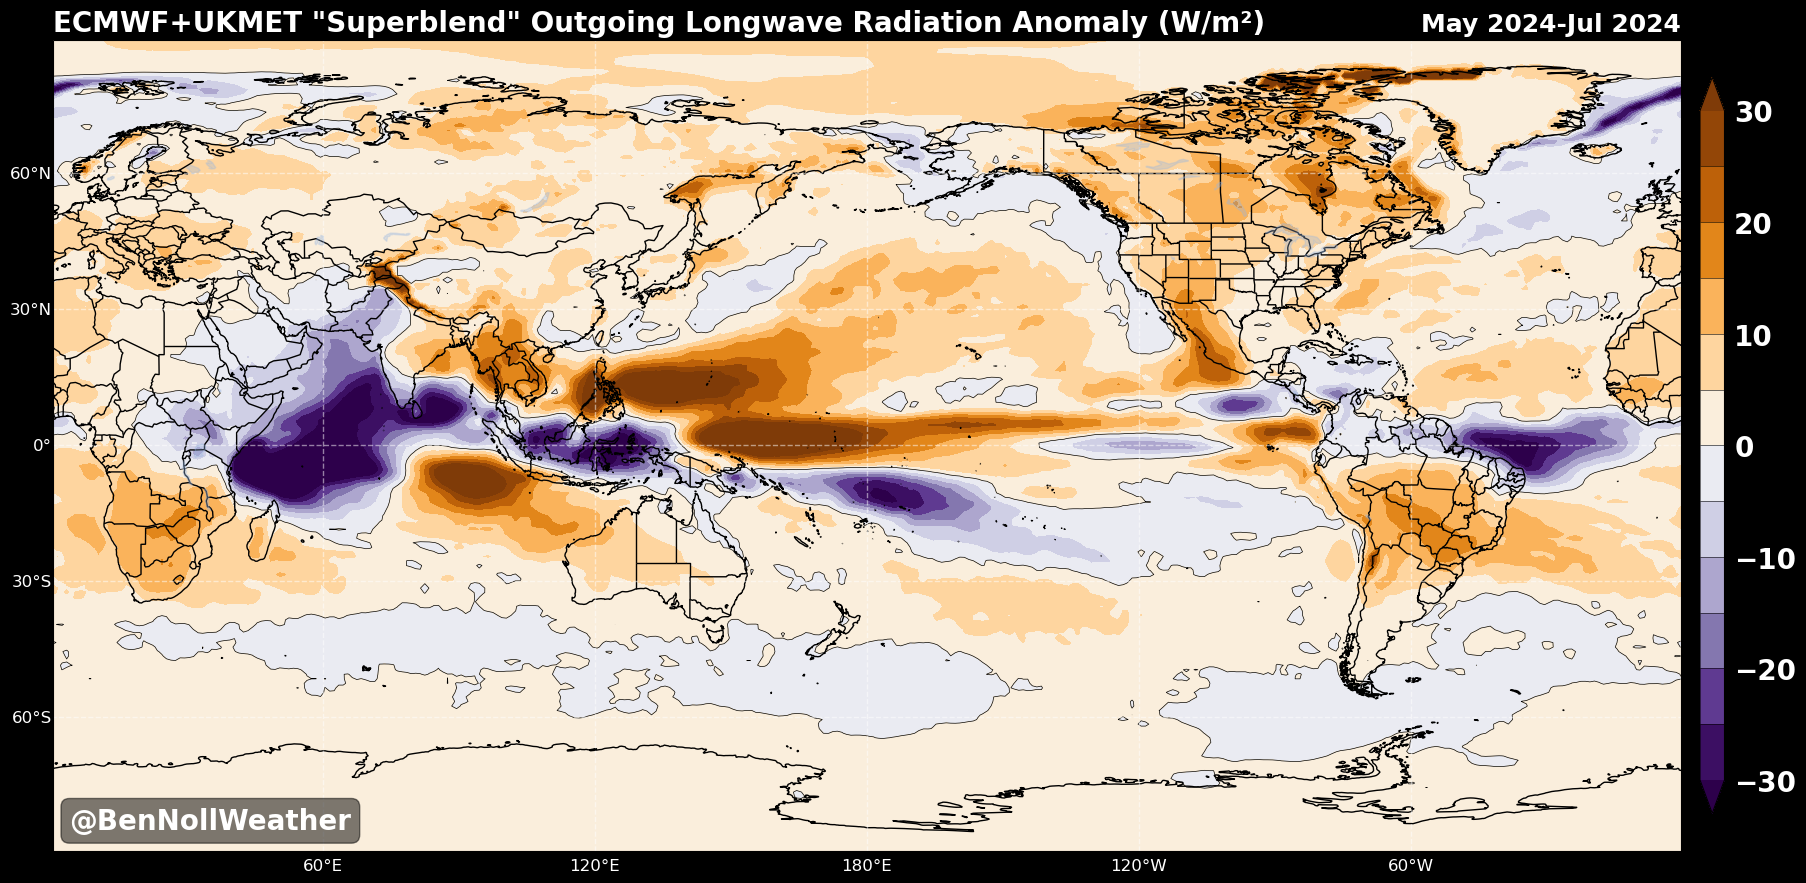 ECMWF+UKMET "Superblend" Outgoing Longwave Radiation Anomaly (W/m²) May 2024-Jul 2024
30
20
10
0
−10
−20
−30
60°N
30°N
0°
30°S
60°S
@BenNollWeather
60°E 120°E 180°E 120°W 60°W